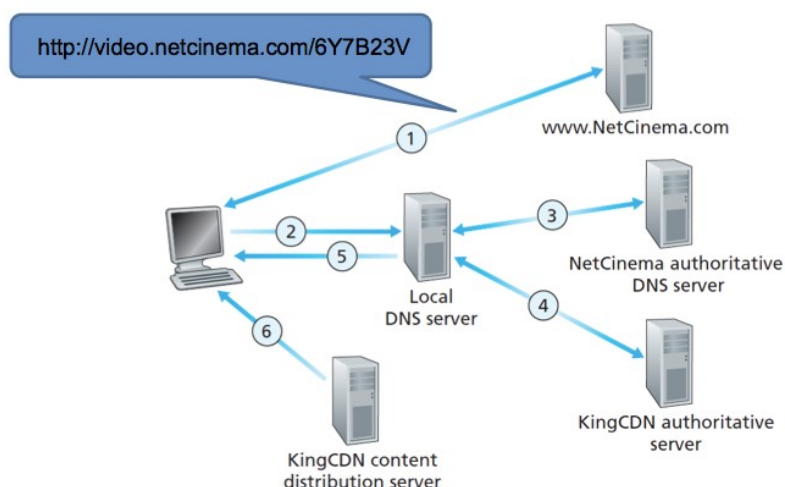 http://video.netcinema.com/6Y7B23V
www.NetCinema.com
1
2
3
NetCinema authoritative
DNS server
5
Local
DNS server
4
6
KingCDN authoritative
server
KingCDN content
distribution server